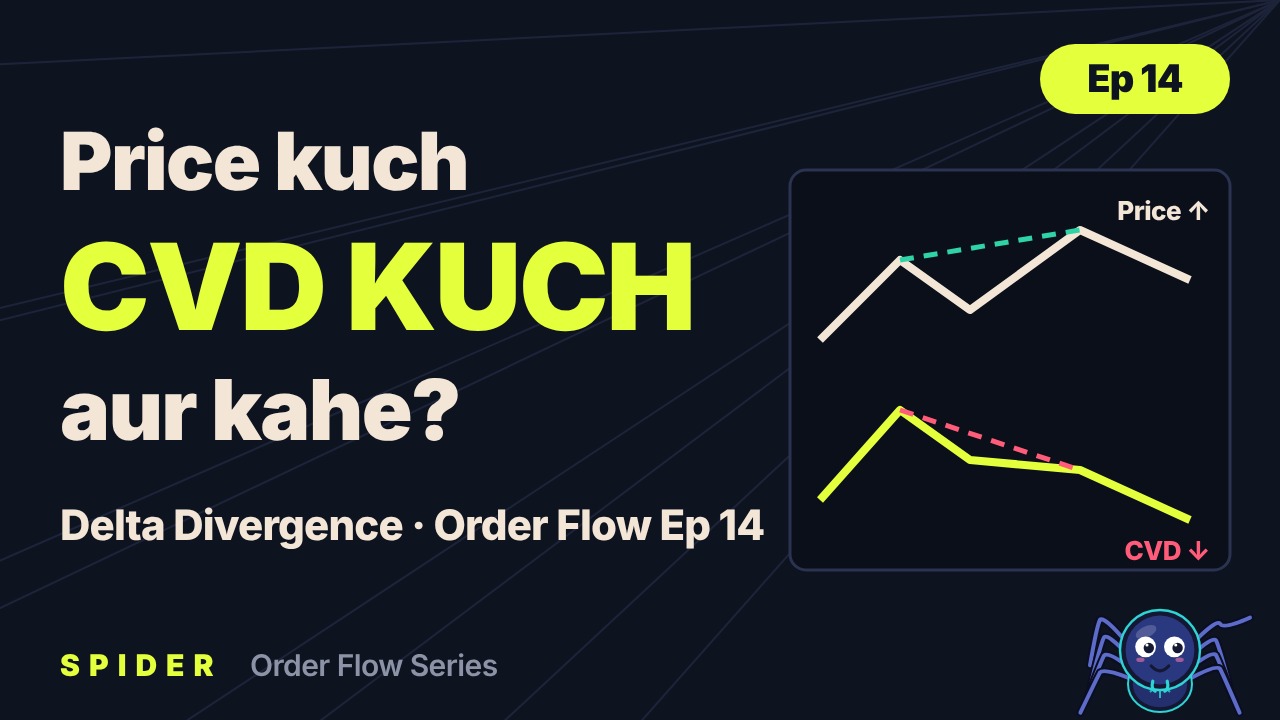 Ep 14
Price kuch
CVD KUCH
aur kahe?
Delta Divergence · Order Flow Ep 14
Price ↑
CVD ↓
SPIDER Order Flow Series